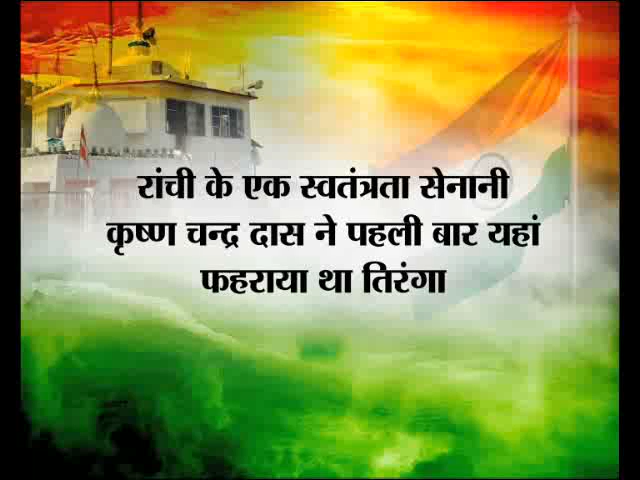 रांची के एक स्वतंत्रता सेनानी
कृष्ण चन्द्र दास ने पहली बार यहां
फहराया था तिरंगा